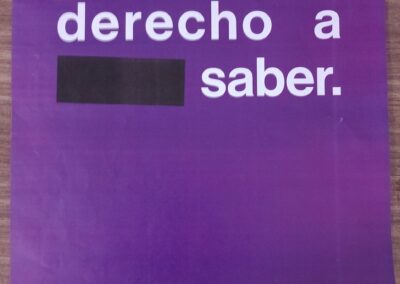 derecho a
saber.